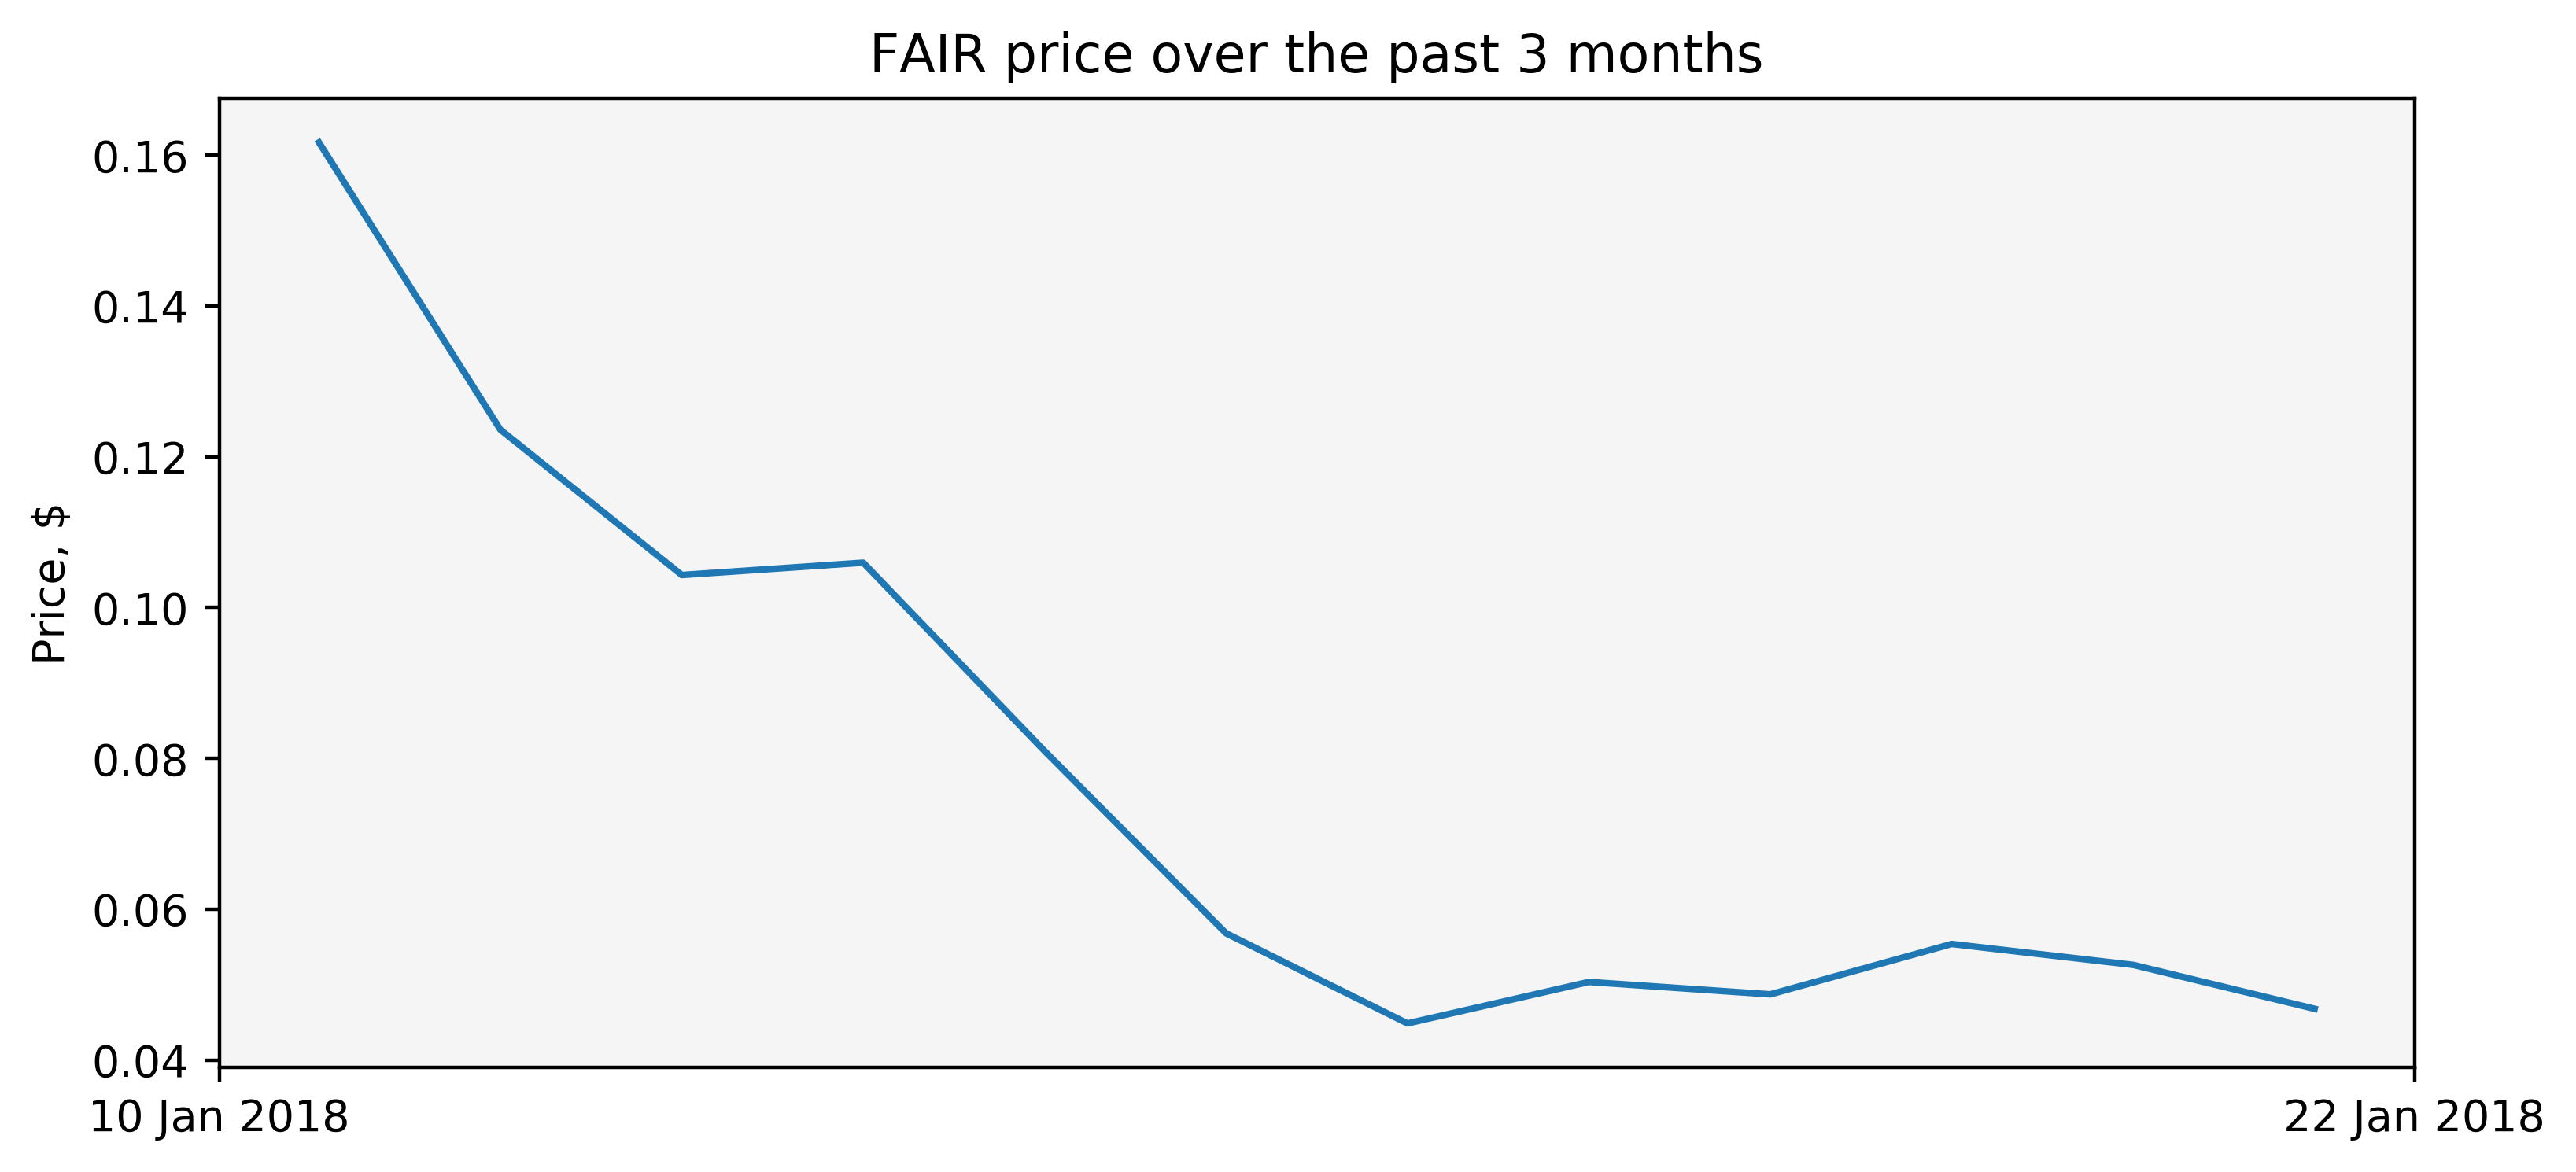 FAIR price over the past 3 months
Price, $
0.16
0.14
0.12
0.10
0.08
0.06
0.04
10 Jan 2018
22 Jan 2018